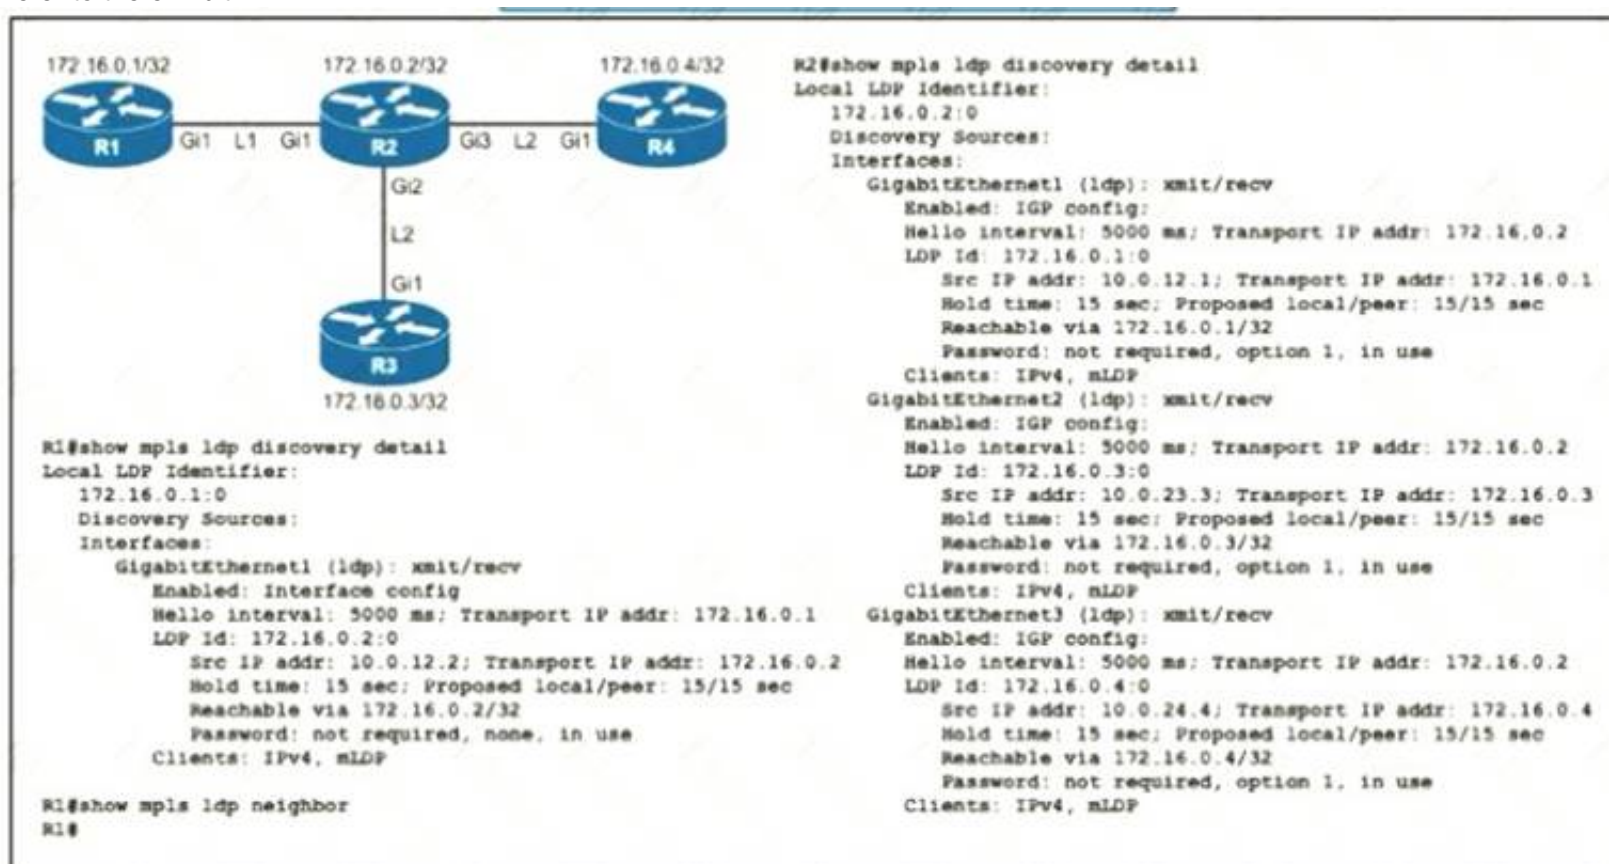 172.16.0.1/32
172.16.0.2/32
172.16.0.4/32
R1
Gi1
L1
Gi1
R2
Gi3
L2
Gi1
R4
Gi2
L2
Gi1
R3
172.16.0.3/32
R1#show mpls ldp discovery detail
Local LDP Identifier:
172.16.0.1:0
Discovery Sources:
Interfaces:
GigabitEthernet1 (ldp): xmit/recv
Enabled: Interface config
Hello interval: 5000 ms; Transport IP addr: 172.16.0.1
LDP Id: 172.16.0.2:0
Src IP addr: 10.0.12.2; Transport IP addr: 172.16.0.2
Hold time: 15 sec; Proposed local/peer: 15/15 sec
Reachable via 172.16.0.2/32
Password: not required, none, in use
Clients: IPv4, mLDP
R1#show mpls ldp neighbor
R1#
R2#show mpls ldp discovery detail
Local LDP Identifier:
172.16.0.2:0
Discovery Sources:
Interfaces:
GigabitEthernet1 (ldp): xmit/recv
Enabled: IGP config;
Hello interval: 5000 ms; Transport IP addr: 172.16.0.2
LDP Id: 172.16.0.1:0
Src IP addr: 10.0.12.1; Transport IP addr: 172.16.0.1
Hold time: 15 sec; Proposed local/peer: 15/15 sec
Reachable via 172.16.0.1/32
Password: not required, option 1, in use
Clients: IPv4, mLDP
GigabitEthernet2 (ldp): xmit/recv
Enabled: IGP config;
Hello interval: 5000 ms; Transport IP addr: 172.16.0.2
LDP Id: 172.16.0.3:0
Src IP addr: 10.0.23.3; Transport IP addr: 172.16.0.3
Hold time: 15 sec; Proposed local/peer: 15/15 sec
Reachable via 172.16.0.3/32
Password: not required, option 1, in use
Clients: IPv4, mLDP
GigabitEthernet3 (ldp): xmit/recv
Enabled: IGP config;
Hello interval: 5000 ms; Transport IP addr: 172.16.0.2
LDP Id: 172.16.0.4:0
Src IP addr: 10.0.24.4; Transport IP addr: 172.16.0.4
Hold time: 15 sec; Proposed local/peer: 15/15 sec
Reachable via 172.16.0.4/32
Password: not required, option 1, in use
Clients: IPv4, mLDP